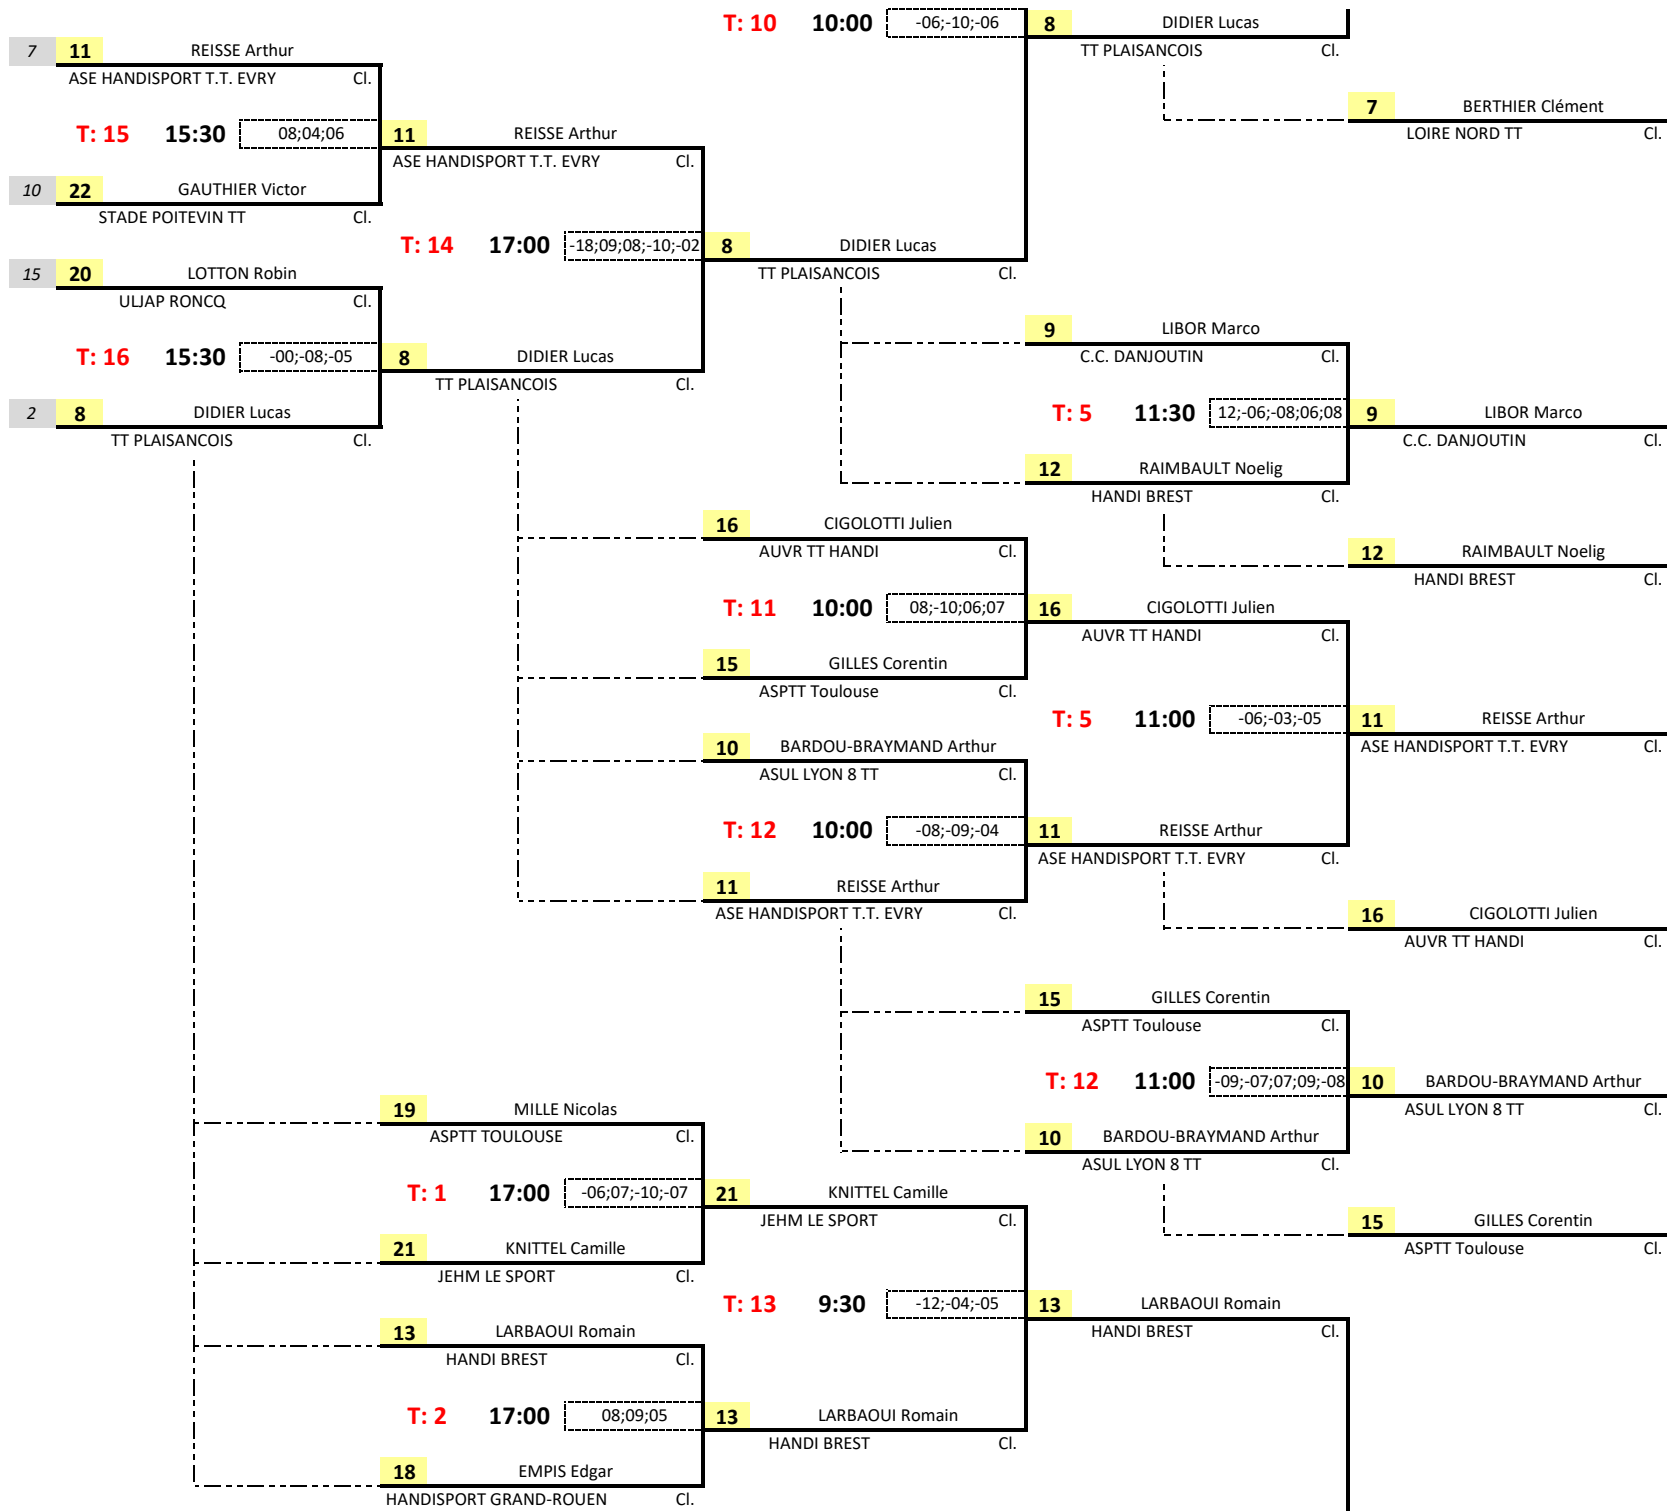 T: 10 10:00 -06;-10;-06 8 DIDIER Lucas
TT PLAISANCOIS Cl.
7 11 REISSE Arthur
ASE HANDISPORT T.T. EVRY Cl.
7 BERTHIER Clément
LOIRE NORD TT Cl.
T: 15 15:30 08;04;06 11 REISSE Arthur
ASE HANDISPORT T.T. EVRY Cl.
10 22 GAUTHIER Victor
STADE POITEVIN TT Cl.
T: 14 17:00 -18;09;08;-10;-02 8 DIDIER Lucas
TT PLAISANCOIS Cl.
15 20 LOTTON Robin
ULJAP RONCQ Cl.
9 LIBOR Marco
C.C. DANJOUTIN Cl.
T: 16 15:30 -00;-08;-05 8 DIDIER Lucas
TT PLAISANCOIS Cl.
2 8 DIDIER Lucas
TT PLAISANCOIS Cl.
T: 5 11:30 12;-06;-08;06;08 9 LIBOR Marco
C.C. DANJOUTIN Cl.
12 RAIMBAULT Noelig
HANDI BREST Cl.
16 CIGOLOTTI Julien
AUVR TT HANDI Cl.
12 RAIMBAULT Noelig
HANDI BREST Cl.
T: 11 10:00 08;-10;06;07 16 CIGOLOTTI Julien
AUVR TT HANDI Cl.
15 GILLES Corentin
ASPTT Toulouse Cl.
T: 5 11:00 -06;-03;-05 11 REISSE Arthur
ASE HANDISPORT T.T. EVRY Cl.
10 BARDOU-BRAYMAND Arthur
ASUL LYON 8 TT Cl.
T: 12 10:00 -08;-09;-04 11 REISSE Arthur
ASE HANDISPORT T.T. EVRY Cl.
11 REISSE Arthur
ASE HANDISPORT T.T. EVRY Cl.
16 CIGOLOTTI Julien
AUVR TT HANDI Cl.
15 GILLES Corentin
ASPTT Toulouse Cl.
T: 12 11:00 -09;-07;07;09;-08 10 BARDOU-BRAYMAND Arthur
ASUL LYON 8 TT Cl.
19 MILLE Nicolas
ASPTT TOULOUSE Cl.
10 BARDOU-BRAYMAND Arthur
ASUL LYON 8 TT Cl.
T: 1 17:00 -06;07;-10;-07 21 KNITTEL Camille
JEHM LE SPORT Cl.
15 GILLES Corentin
ASPTT Toulouse Cl.
21 KNITTEL Camille
JEHM LE SPORT Cl.
T: 13 9:30 -12;-04;-05 13 LARBAOUI Romain
HANDI BREST Cl.
13 LARBAOUI Romain
HANDI BREST Cl.
T: 2 17:00 08;09;05 13 LARBAOUI Romain
HANDI BREST Cl.
18 EMPIS Edgar
HANDISPORT GRAND-ROUEN Cl.